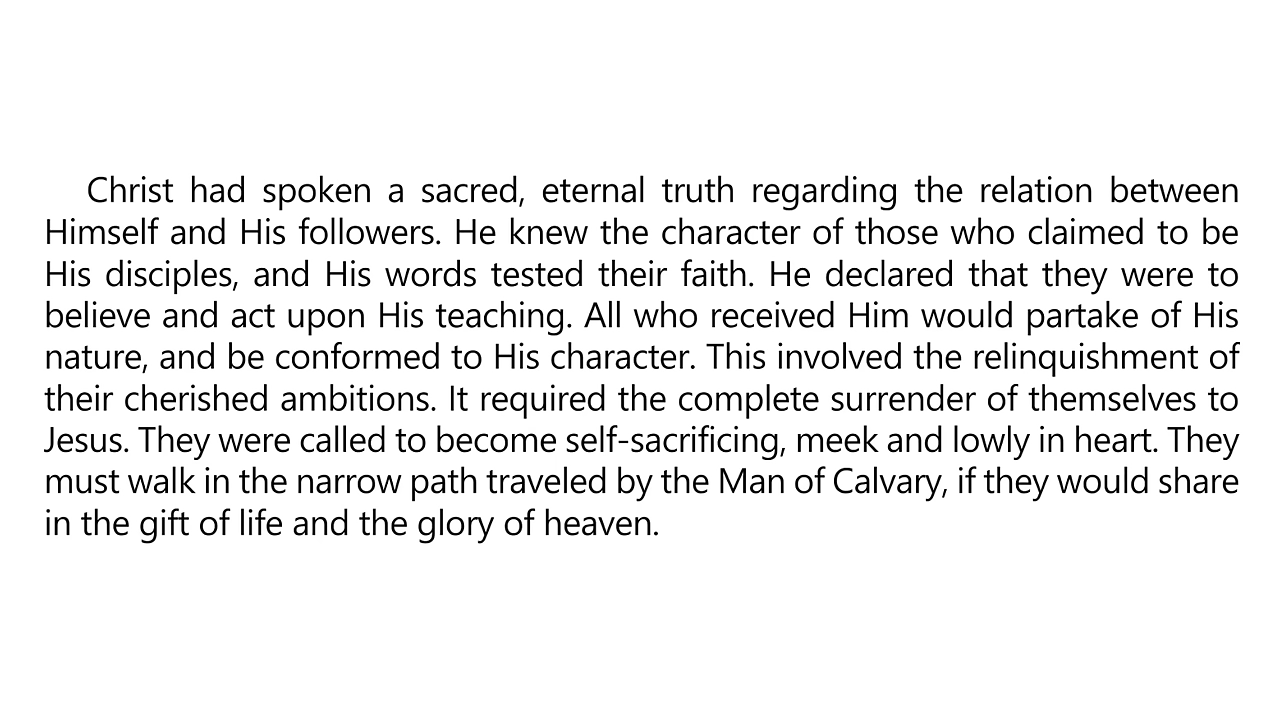 Christ had spoken a sacred, eternal truth regarding the relation between
Himself and His followers. He knew the character of those who claimed to be
His disciples, and His words tested their faith. He declared that they were to
believe and act upon His teaching. All who received Him would partake of His
nature, and be conformed to His character. This involved the relinquishment of
their cherished ambitions. It required the complete surrender of themselves to
Jesus. They were called to become self-sacrificing, meek and lowly in heart. They
must walk in the narrow path traveled by the Man of Calvary, if they would share
in the gift of life and the glory of heaven.